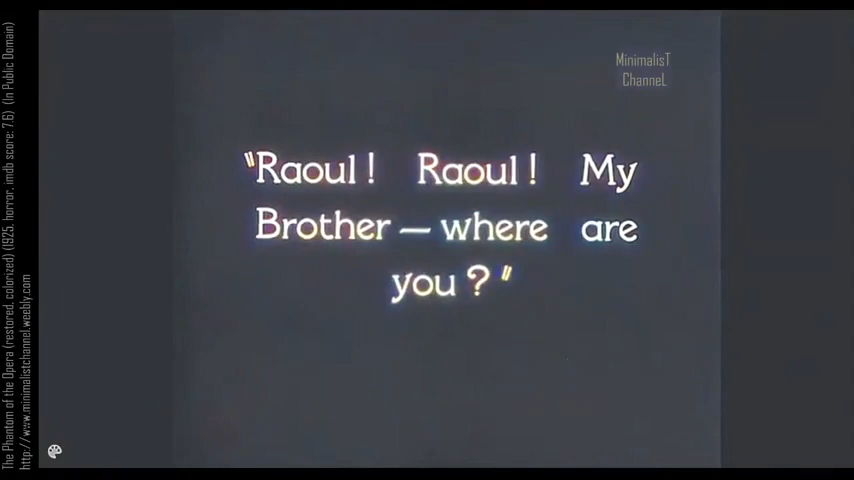 The Phantom of the Opera (restored, colorized) (1925, horror, imdb score: 7.6) (In Public Domain)
http://www.minimalistchannel.weebly.com
MinimalisT
ChanneL
"Raoul! Raoul! My
Brother — where are
you?"